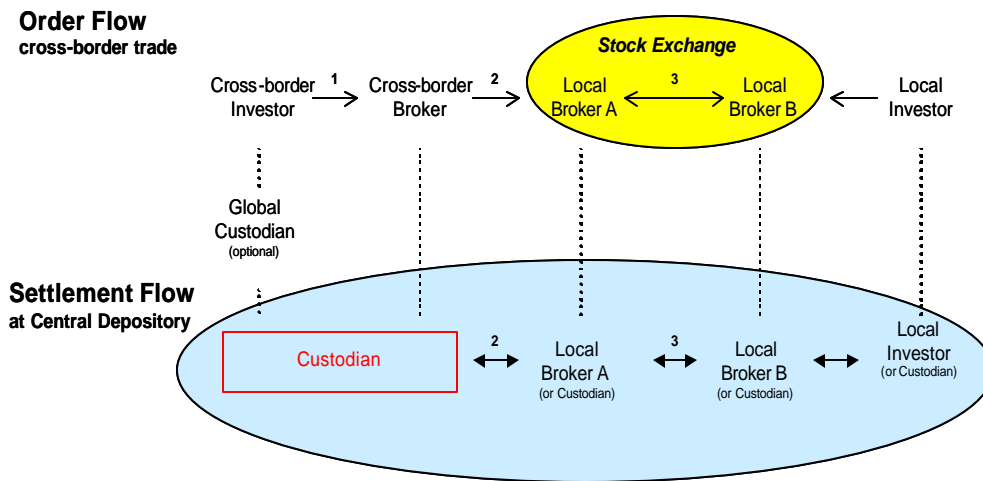 Order Flow
cross-border trade
Stock Exchange
1
2
3
Cross-border
Investor
Cross-border
Broker
Local
Broker A
Local
Broker B
Local
Investor
Global
Custodian
(optional)
Settlement Flow
at Central Depository
Custodian
2
Local
Broker A
(or Custodian)
3
Local
Broker B
(or Custodian)
Local
Investor
(or Custodian)